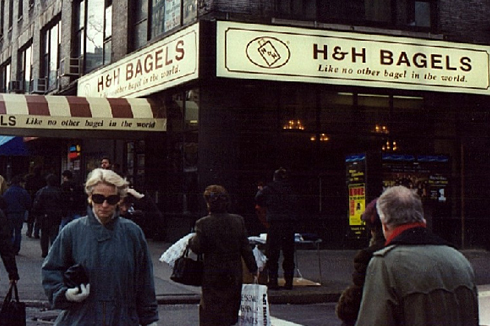 H&H BAGELS
Like no other bagel in the world.
H&H BAGELS
Like no other bagel in the world.
LS Like no other bagel in the world